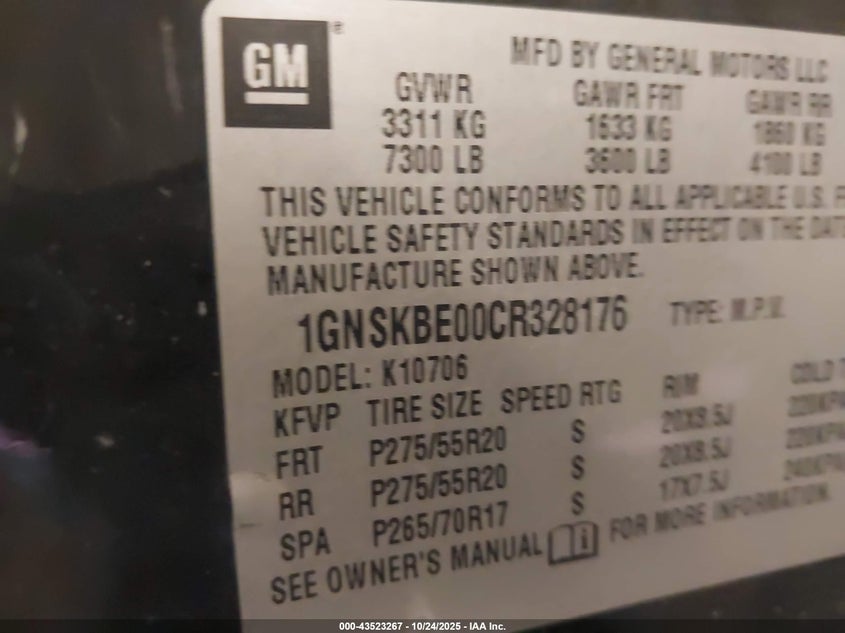 GM ®
MFD BY GENERAL MOTORS LLC
GVWR GAWR FRT GAWR RR
3311 KG 1633 KG 1860 KG
7300 LB 3600 LB 4100 LB
THIS VEHICLE CONFORMS TO ALL APPLICABLE U.S. F
VEHICLE SAFETY STANDARDS IN EFFECT ON THE DATE
MANUFACTURE SHOWN ABOVE.
1GNSKBE00CR328176 TYPE: M.P.V.
MODEL: K10706
KFVP TIRE SIZE SPEED RTG RIM COLD T
FRT P275/55R20 S 20X8.5J 220KPA
RR P275/55R20 S 20X8.5J 220KPA
SPA P265/70R17 S 17X7.5J 240KPA
SEE OWNER'S MANUAL FOR MORE INFORMATION.
000-43523267 - 10/24/2025 - IAA Inc.